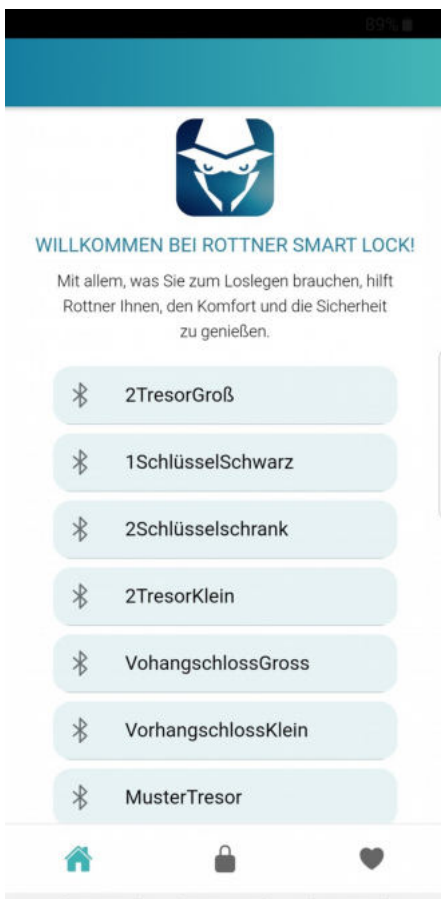 89%
WILLKOMMEN BEI ROTTNER SMART LOCK!
Mit allem, was Sie zum Loslegen brauchen, hilft
Rottner Ihnen, den Komfort und die Sicherheit
zu genießen.
2TresorGroß
1SchlüsselSchwarz
2Schlüsselschrank
2TresorKlein
VohangschlossGross
VorhangschlossKlein
MusterTresor